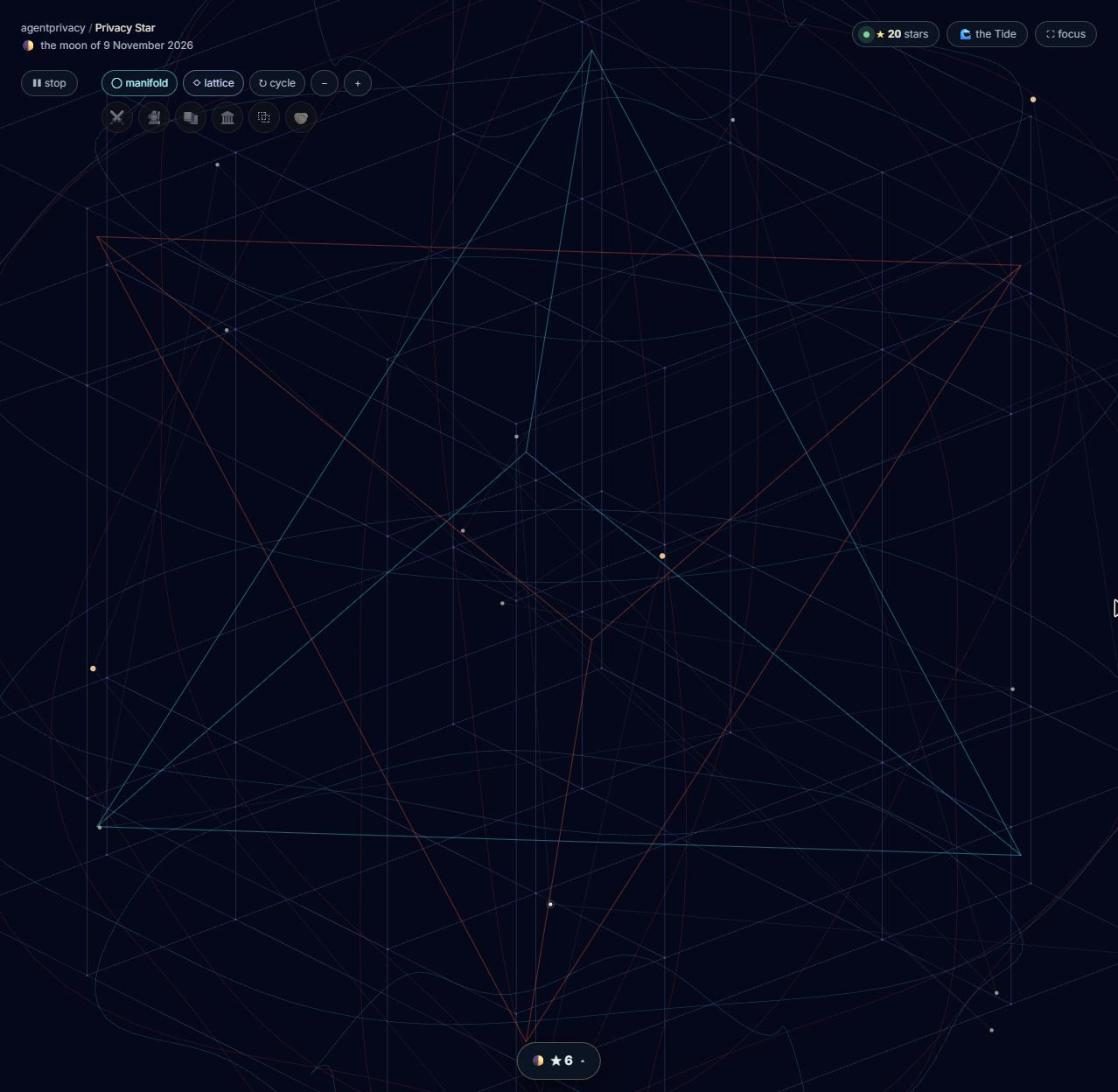 agentprivacy / Privacy Star
the moon of 9 November 2026
★ 20 stars
the Tide
focus
stop
manifold
lattice
cycle
−
+
★ 6